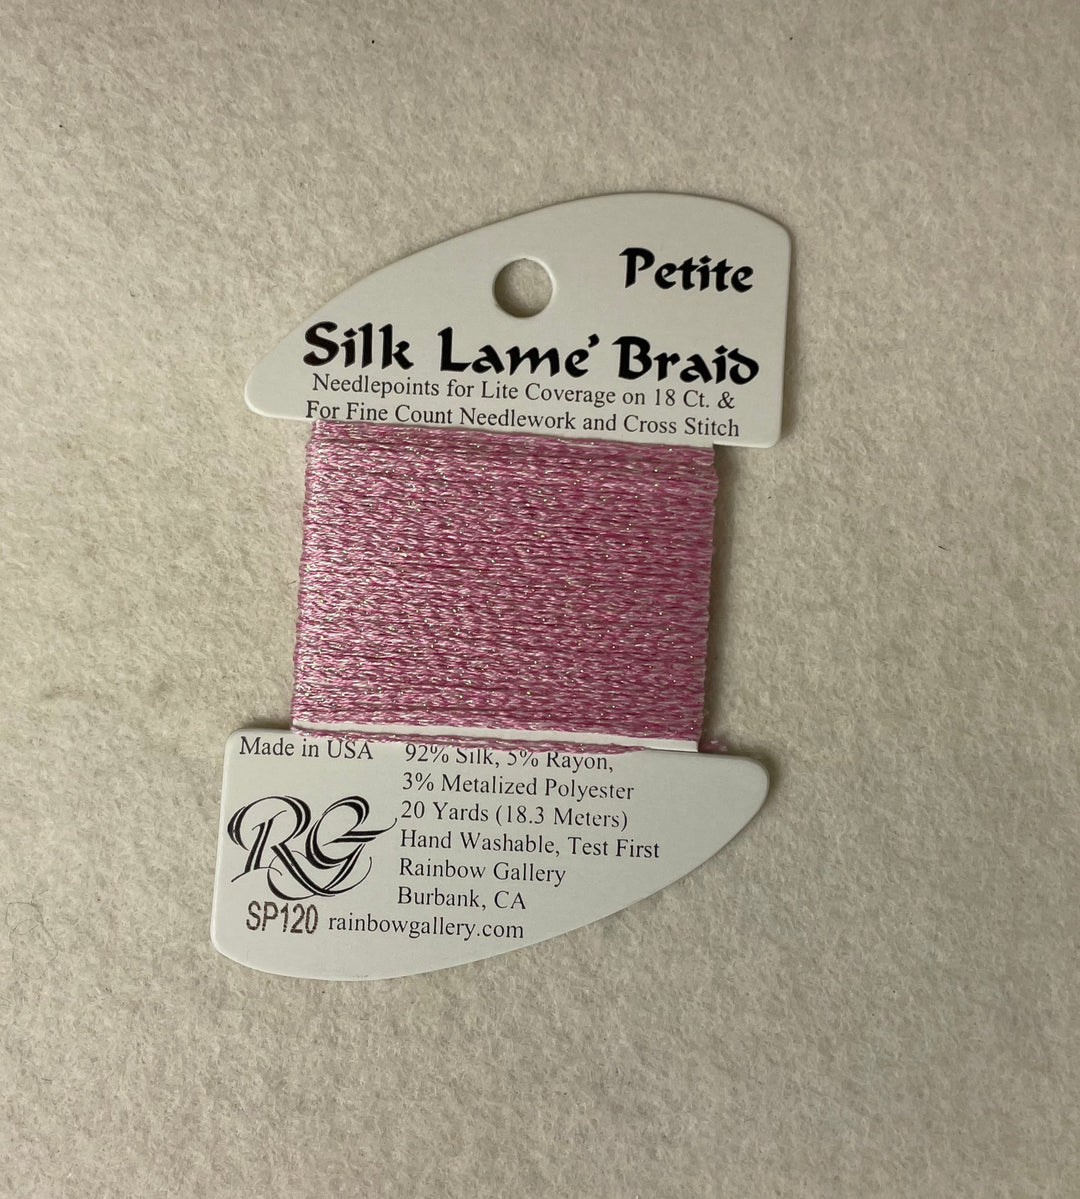 Petite
Silk Lame' Braid
Needlepoints for Lite Coverage on 18 Ct. &
For Fine Count Needlework and Cross Stitch
Made in USA
92% Silk, 5% Rayon,
3% Metalized Polyester
20 Yards (18.3 Meters)
Hand Washable, Test First
Rainbow Gallery
Burbank, CA
RG
SP120 rainbowgallery.com